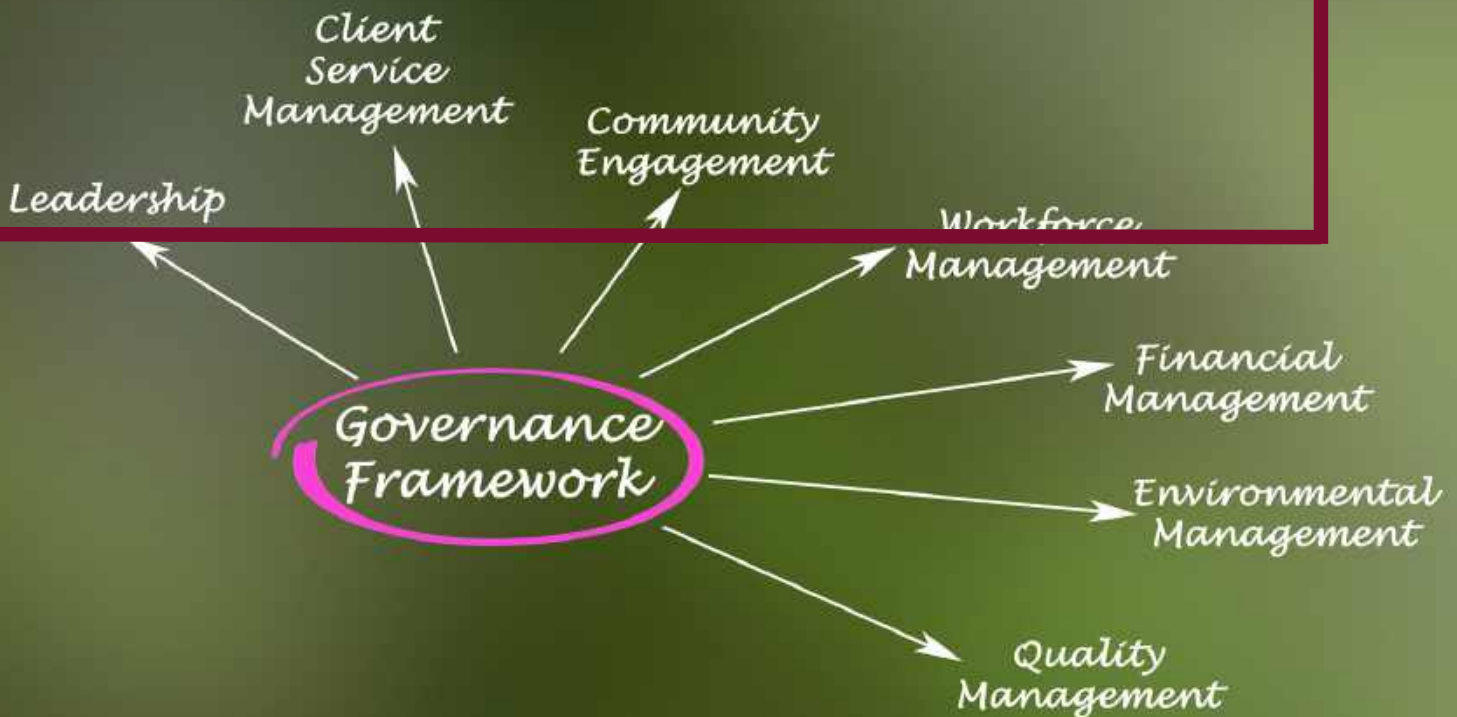 Client
Service
Management
Community
Engagement
Leadership
Workforce
Management
Financial
Management
Governance
Framework
Environmental
Management
Quality
Management